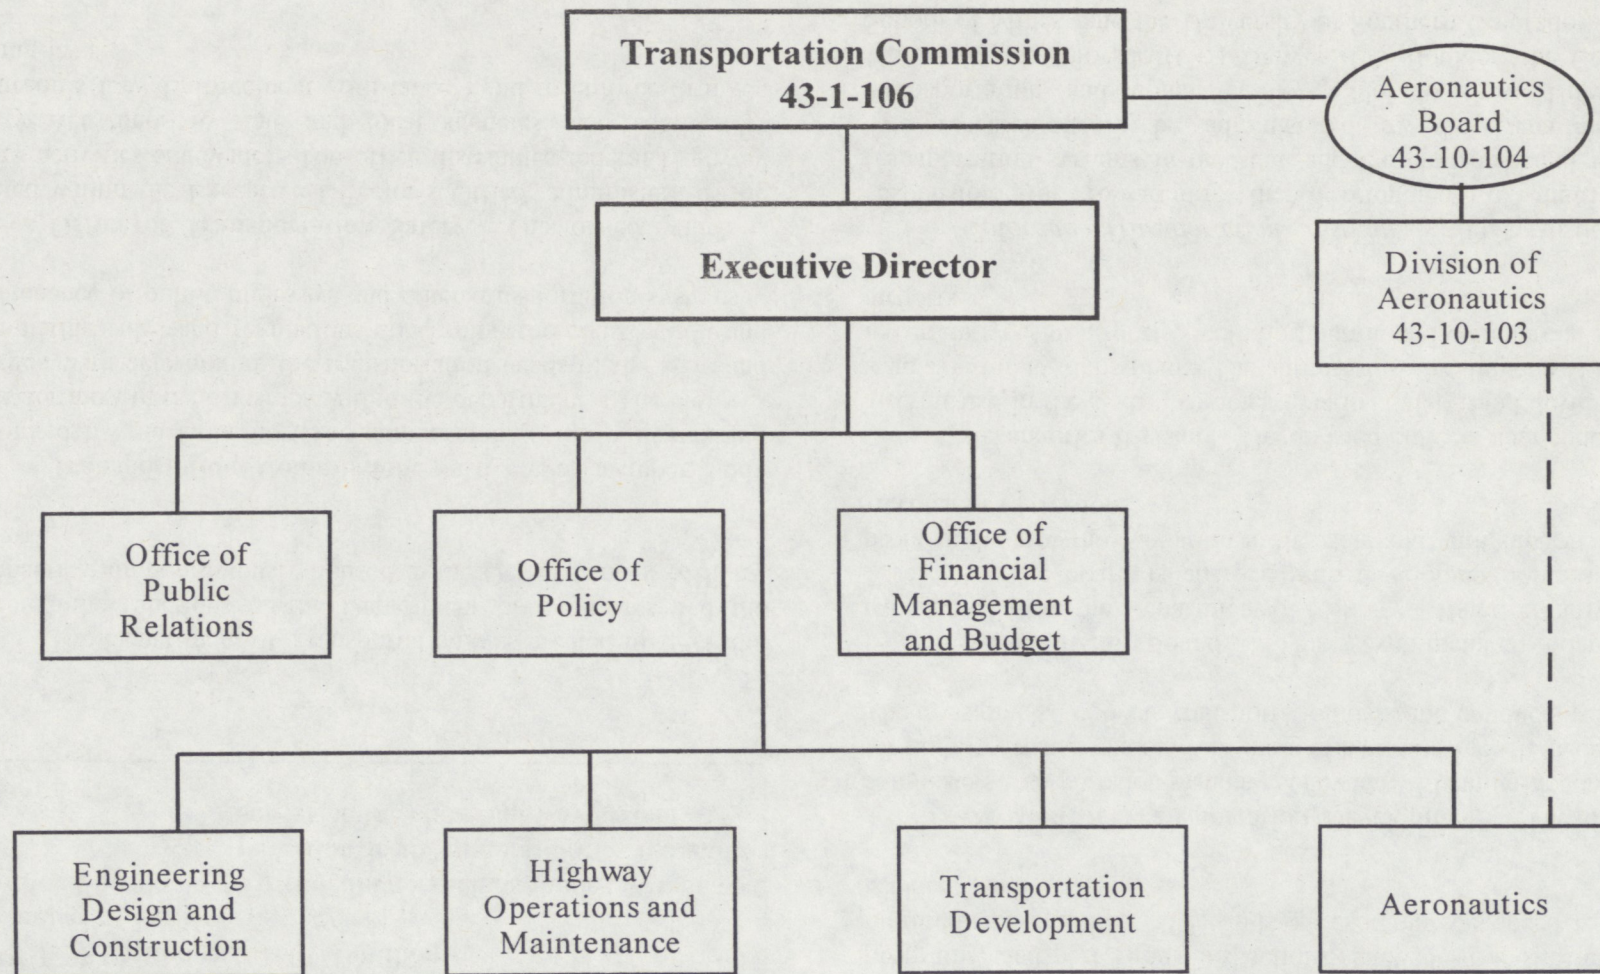 Transportation Commission
43-1-106
Aeronautics
Board
43-10-104
Executive Director
Division of
Aeronautics
43-10-103
Office of
Public
Relations
Office of
Policy
Office of
Financial
Management
and Budget
Engineering
Design and
Construction
Highway
Operations and
Maintenance
Transportation
Development
Aeronautics